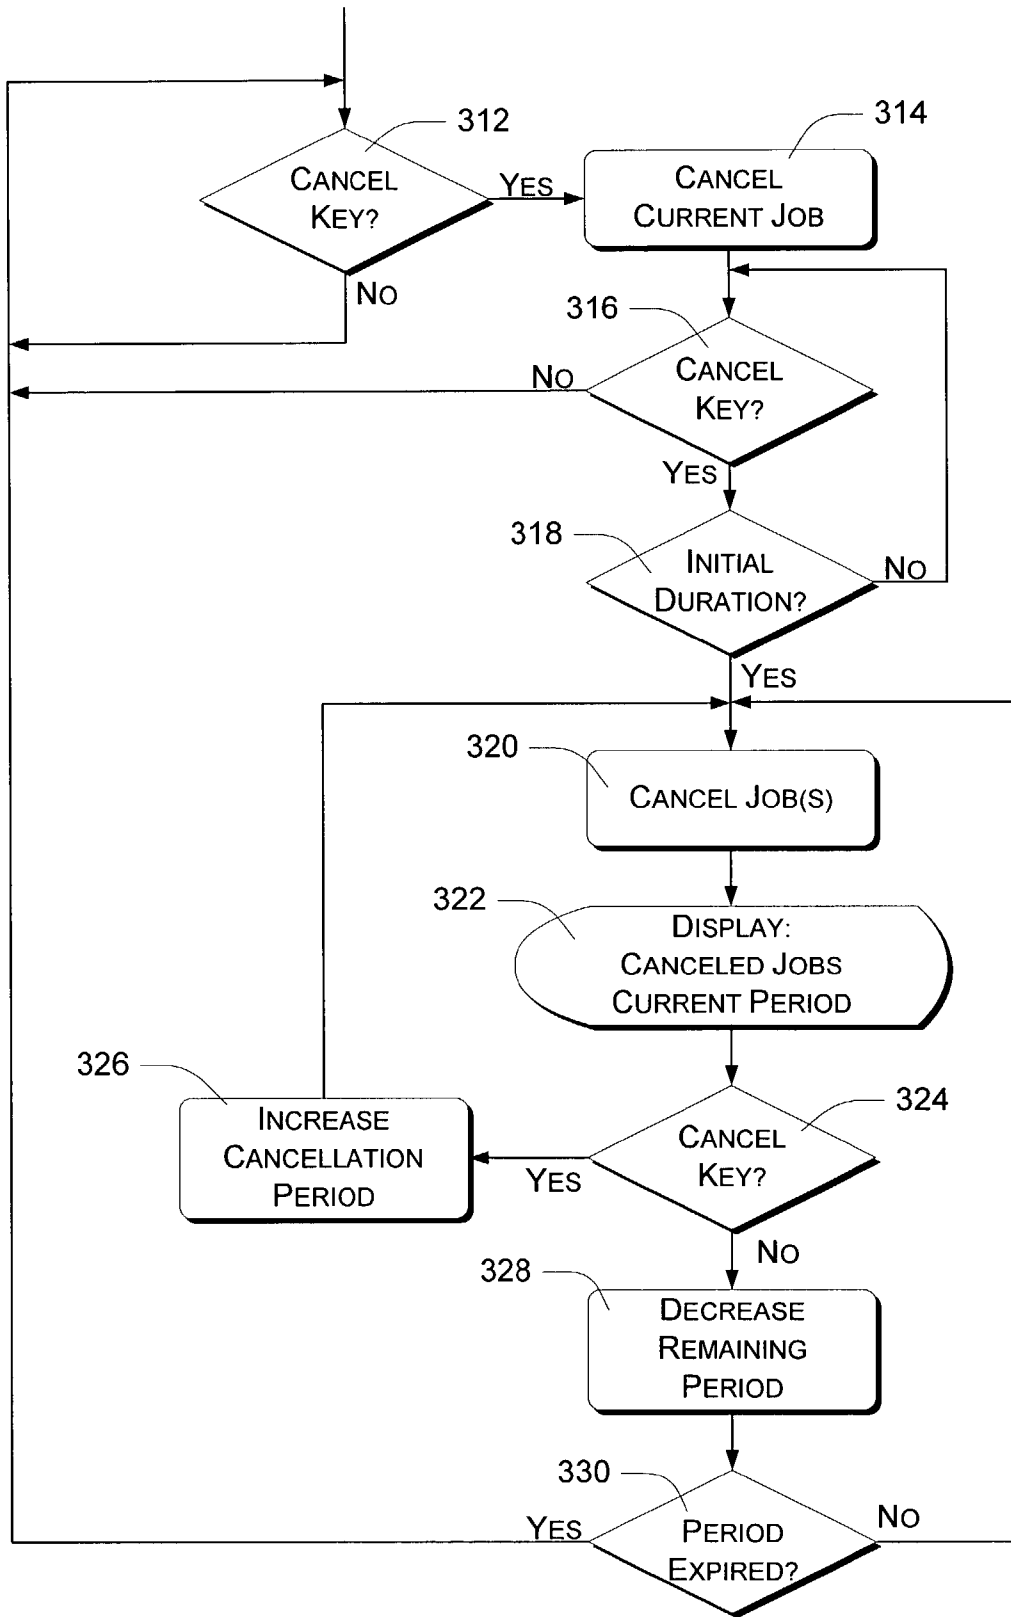 312
314
CANCEL
KEY?
YES
CANCEL
CURRENT JOB
NO
316
CANCEL
KEY?
NO
YES
318
INITIAL
DURATION?
NO
YES
320
CANCEL JOB(S)
322
DISPLAY:
CANCELED JOBS
CURRENT PERIOD
326
324
INCREASE
CANCELLATION
PERIOD
CANCEL
KEY?
YES
NO
328
DECREASE
REMAINING
PERIOD
330
YES
PERIOD
EXPIRED?
NO